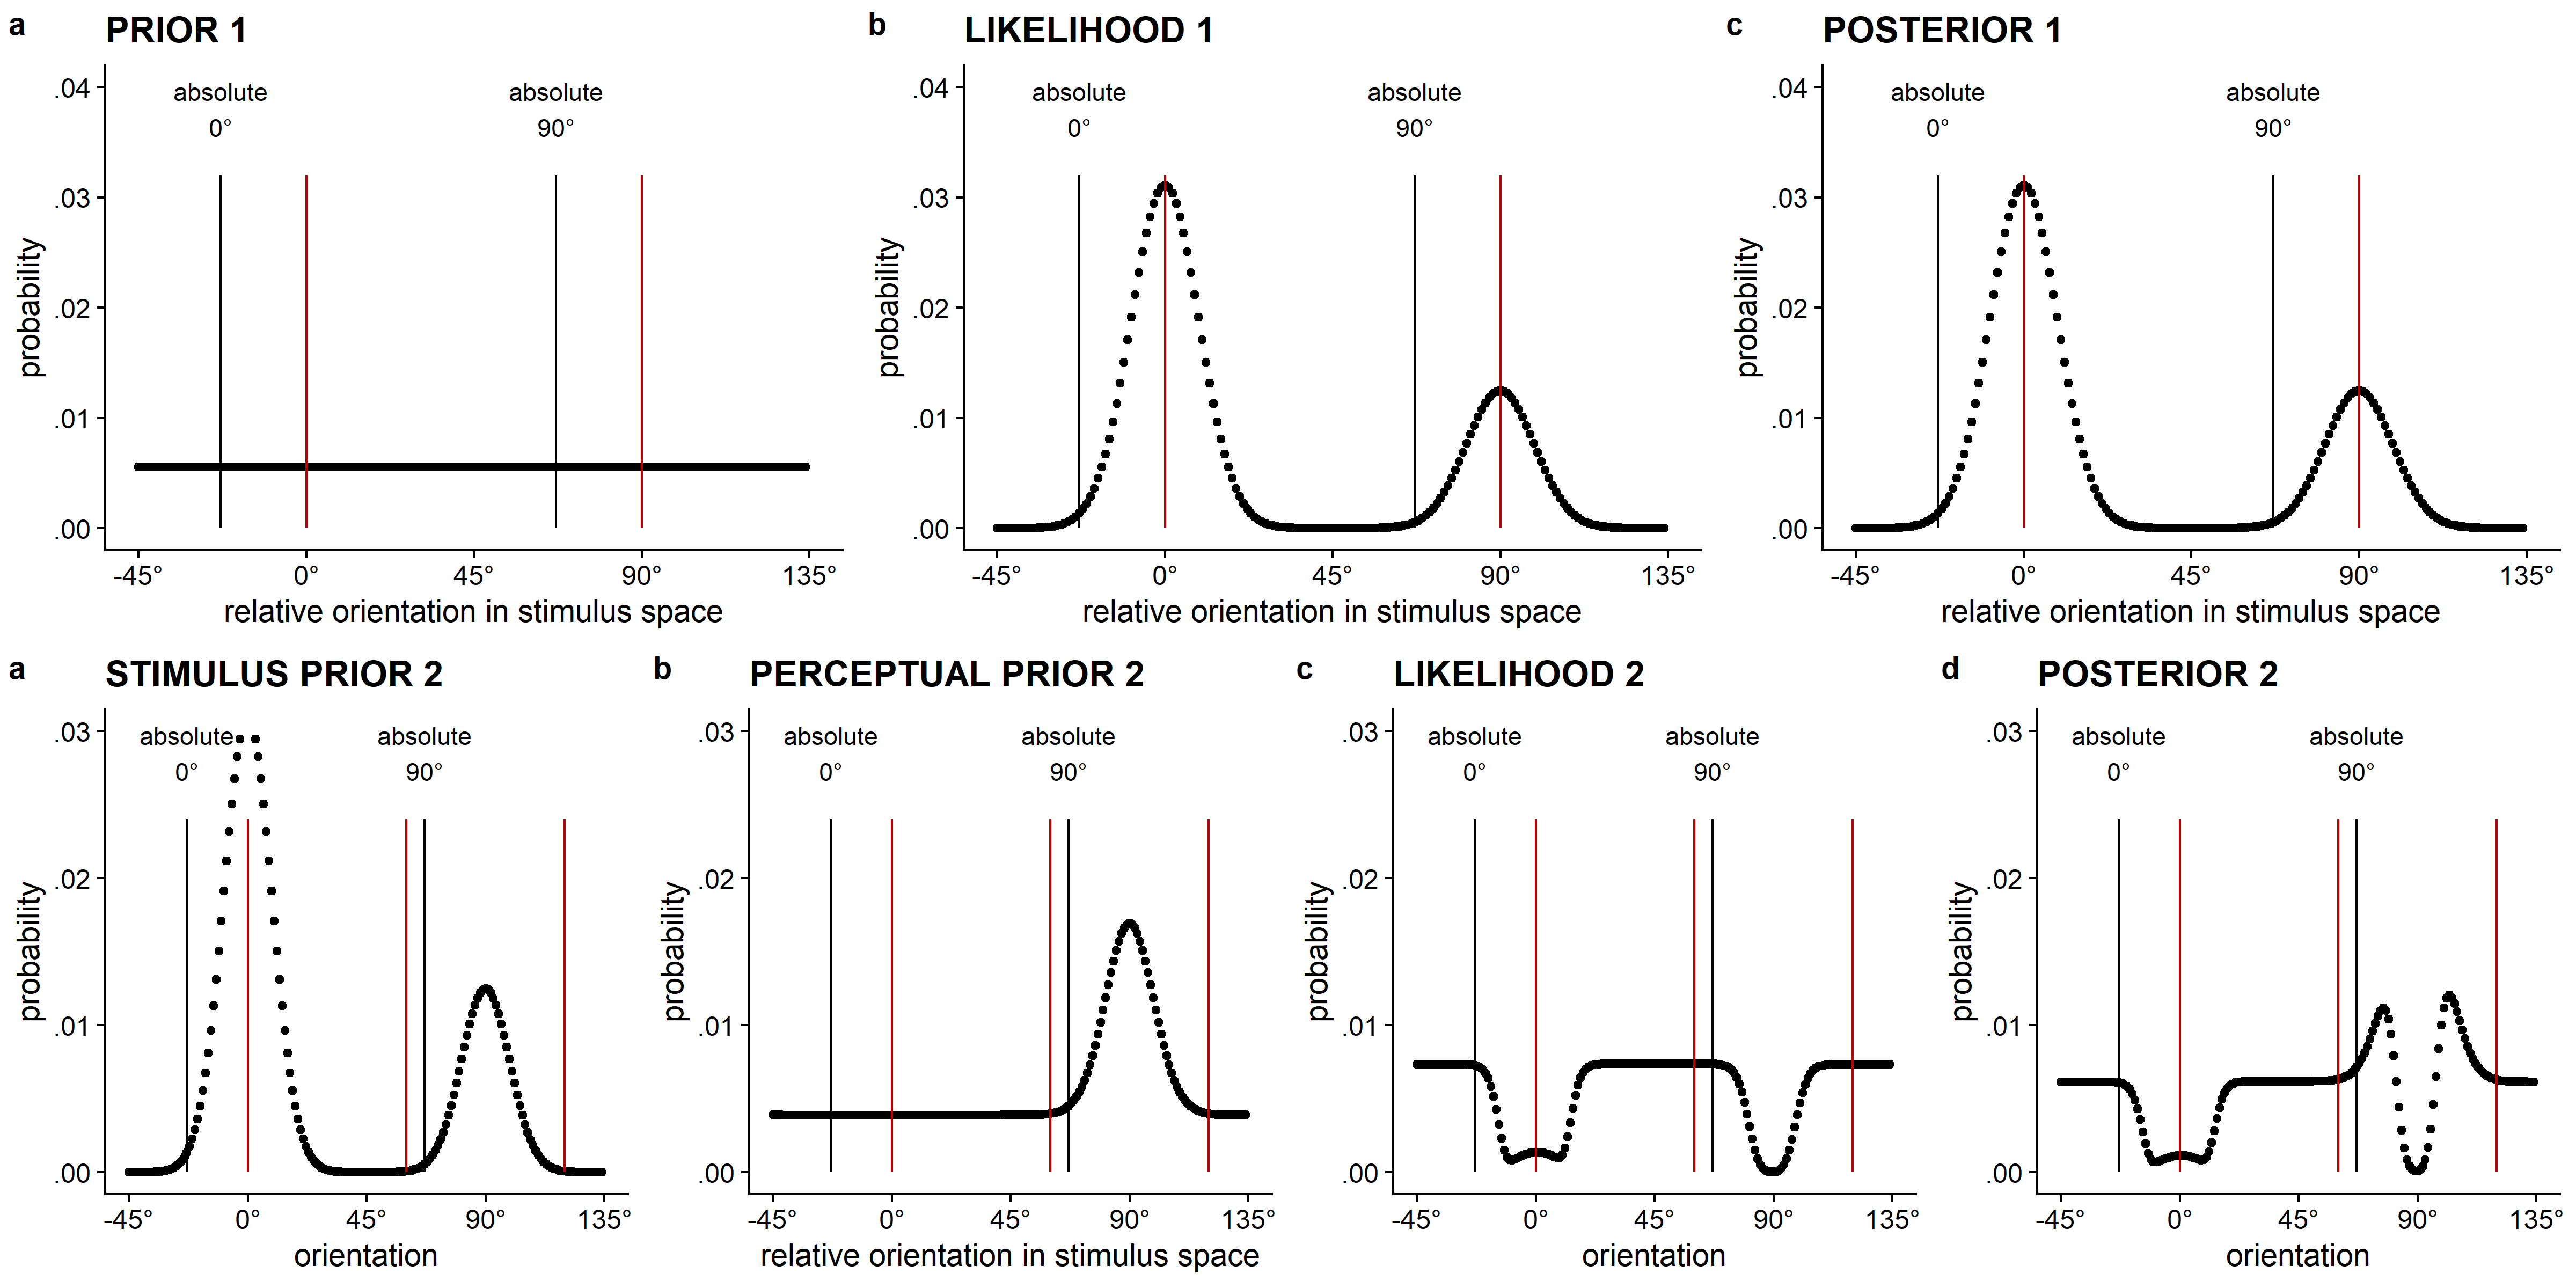 a PRIOR 1
absolute absolute
0° 90°
.04
.03
.02
.01
.00
probability
-45° 0° 45° 90° 135°
relative orientation in stimulus space
b LIKELIHOOD 1
absolute absolute
0° 90°
.04
.03
.02
.01
.00
probability
-45° 0° 45° 90° 135°
relative orientation in stimulus space
c POSTERIOR 1
absolute absolute
0° 90°
.04
.03
.02
.01
.00
probability
-45° 0° 45° 90° 135°
relative orientation in stimulus space
a STIMULUS PRIOR 2
absolute absolute
0° 90°
.03
.02
.01
.00
probability
-45° 0° 45° 90° 135°
orientation
b PERCEPTUAL PRIOR 2
absolute absolute
0° 90°
.03
.02
.01
.00
probability
-45° 0° 45° 90° 135°
relative orientation in stimulus space
c LIKELIHOOD 2
absolute absolute
0° 90°
.03
.02
.01
.00
probability
-45° 0° 45° 90° 135°
orientation
d POSTERIOR 2
absolute absolute
0° 90°
.03
.02
.01
.00
probability
-45° 0° 45° 90° 135°
orientation